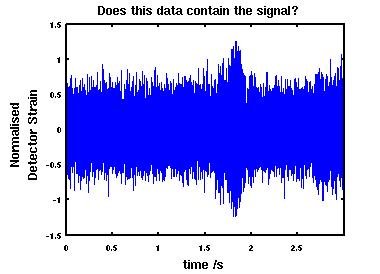 Does this data contain the signal?
1.5
1
0.5
0
-0.5
-1
-1.5
Normalised
Detector Strain
0 0.5 1 1.5 2 2.5
time /s